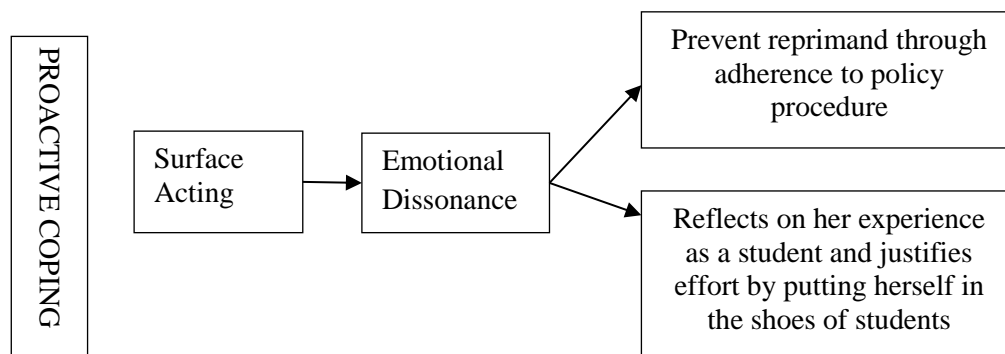 PROACTIVE COPING
Surface
Acting
Emotional
Dissonance
Prevent reprimand through
adherence to policy
procedure
Reflects on her experience
as a student and justifies
effort by putting herself in
the shoes of students